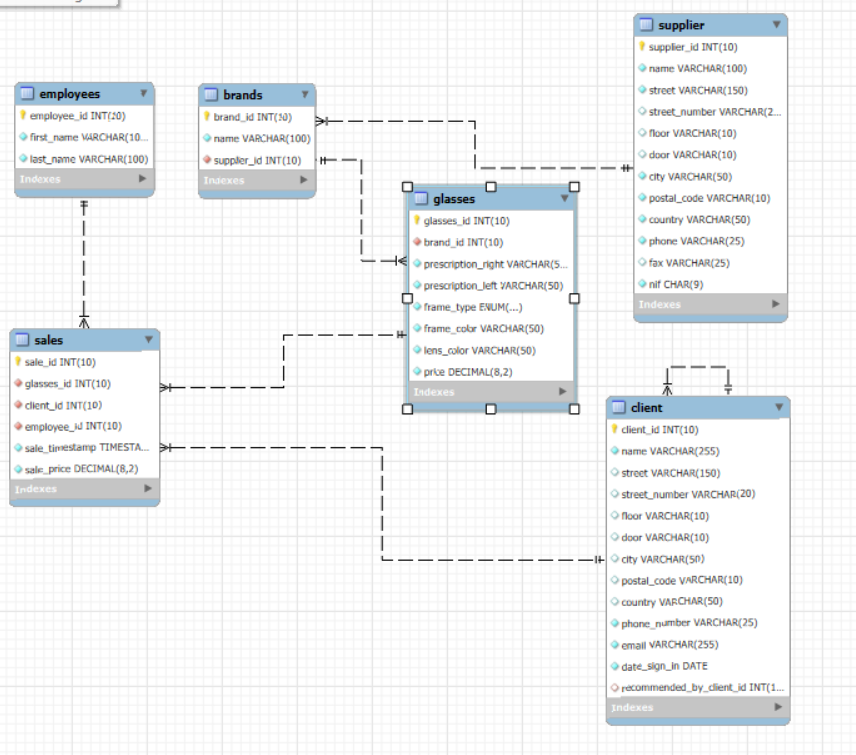 supplier
supplier_id INT(10)
name VARCHAR(100)
street VARCHAR(150)
street_number VARCHAR(2...
floor VARCHAR(10)
door VARCHAR(10)
city VARCHAR(50)
postal_code VARCHAR(10)
country VARCHAR(50)
phone VARCHAR(25)
fax VARCHAR(25)
nif CHAR(9)
Indexes
employees
employee_id INT(20)
first_name VARCHAR(10...
last_name VARCHAR(100)
Indexes
brands
brand_id INT(10)
name VARCHAR(100)
supplier_id INT(10)
Indexes
glasses
glasses_id INT(10)
brand_id INT(10)
prescription_right VARCHAR(5...
prescription_left VARCHAR(50)
frame_type ENUM(...)
frame_color VARCHAR(50)
lens_color VARCHAR(50)
price DECIMAL(8,2)
Indexes
sales
sale_id INT(10)
glasses_id INT(10)
client_id INT(10)
employee_id INT(10)
sale_timestamp TIMESTA...
sale_price DECIMAL(8,2)
Indexes
client
client_id INT(10)
name VARCHAR(255)
street VARCHAR(150)
street_number VARCHAR(20)
floor VARCHAR(10)
door VARCHAR(10)
city VARCHAR(50)
postal_code VARCHAR(10)
country VARCHAR(50)
phone_number VARCHAR(25)
email VARCHAR(255)
date_sign_in DATE
recommended_by_client_id INT(1...
Indexes